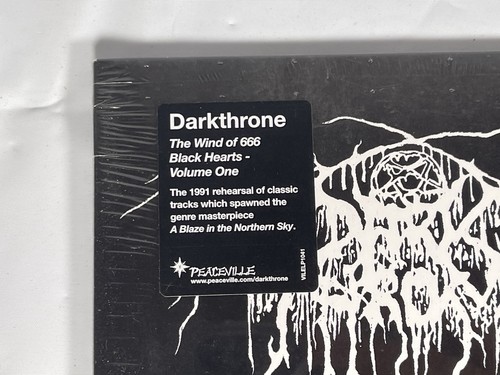 Darkthrone
The Wind of 666
Black Hearts -
Volume One
The 1991 rehearsal of classic
tracks which spawned the
genre masterpiece
A Blaze in the Northern Sky.
PEACEVILLE
www.peaceville.com/darkthrone
VILELP1041